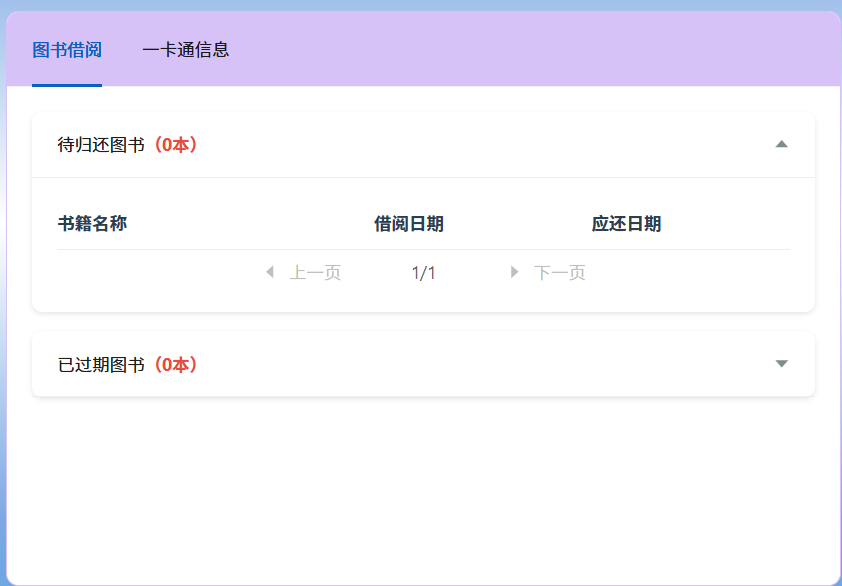 图书借阅 一卡通信息
待归还图书（0本）
书籍名称 借阅日期 应还日期
上一页 1/1 下一页
已过期图书（0本）